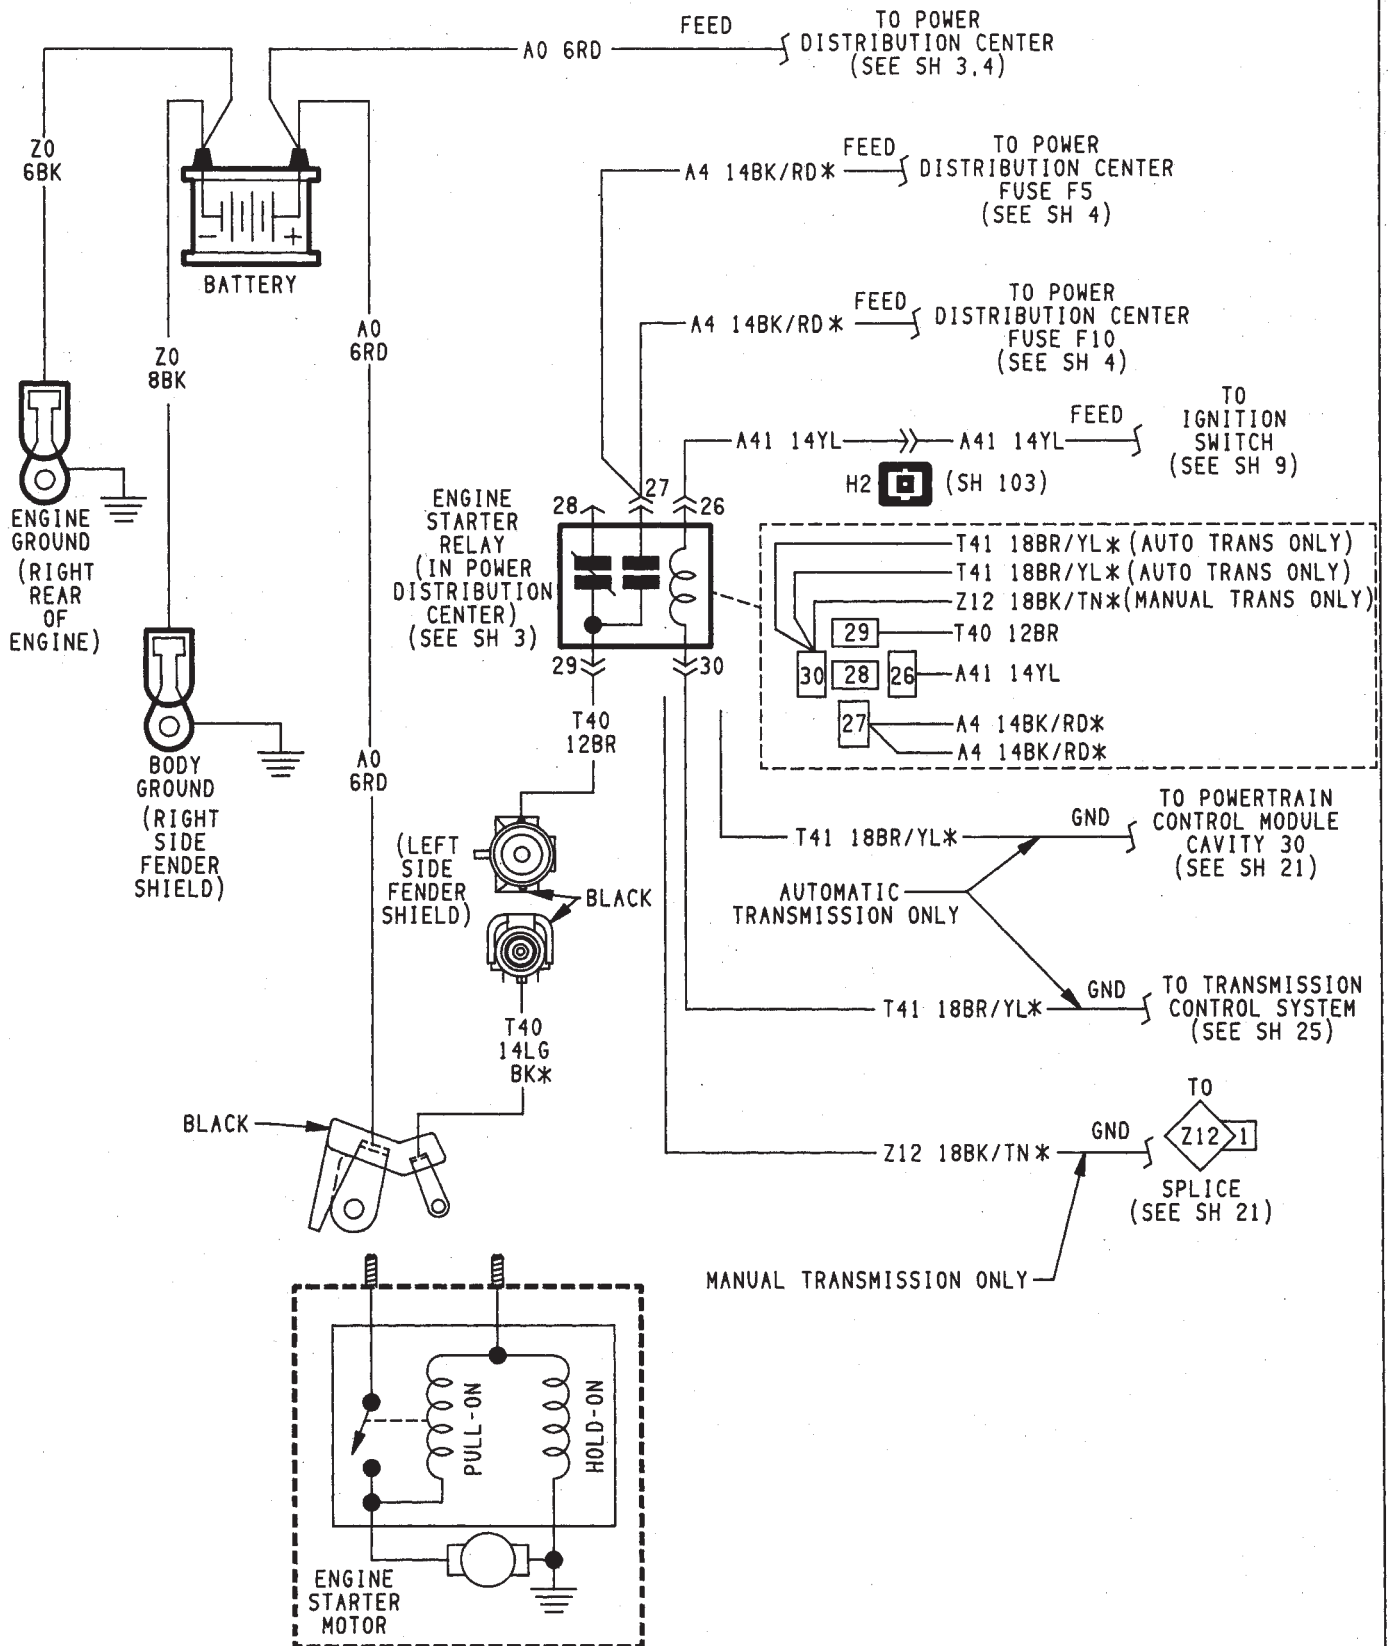 FEED
A0 6RD
TO POWER
DISTRIBUTION CENTER
(SEE SH 3,4)
Z0
6BK
FEED
A4 14BK/RD*
TO POWER
DISTRIBUTION CENTER
FUSE F5
(SEE SH 4)
- +
BATTERY
Z0
8BK
A0
6RD
FEED
A4 14BK/RD*
TO POWER
DISTRIBUTION CENTER
FUSE F10
(SEE SH 4)
FEED
A41 14YL
A41 14YL
TO
IGNITION
SWITCH
(SEE SH 9)
H2
(SH 103)
ENGINE
GROUND
(RIGHT
REAR
OF
ENGINE)
ENGINE
STARTER
RELAY
(IN POWER
DISTRIBUTION
CENTER)
(SEE SH 3)
28
27
26
29
30
T41 18BR/YL* (AUTO TRANS ONLY)
T41 18BR/YL* (AUTO TRANS ONLY)
Z12 18BK/TN* (MANUAL TRANS ONLY)
29
T40 12BR
30
28
26
A41 14YL
27
A4 14BK/RD*
A4 14BK/RD*
BODY
GROUND
(RIGHT
SIDE
FENDER
SHIELD)
A0
6RD
T40
12BR
(LEFT
SIDE
FENDER
SHIELD)
BLACK
T41 18BR/YL*
GND
TO POWERTRAIN
CONTROL MODULE
CAVITY 30
(SEE SH 21)
AUTOMATIC
TRANSMISSION ONLY
T41 18BR/YL*
GND
TO TRANSMISSION
CONTROL SYSTEM
(SEE SH 25)
T40
14LG
BK*
BLACK
Z12 18BK/TN*
GND
TO
Z12
1
SPLICE
(SEE SH 21)
MANUAL TRANSMISSION ONLY
PULL-ON
HOLD-ON
ENGINE
STARTER
MOTOR